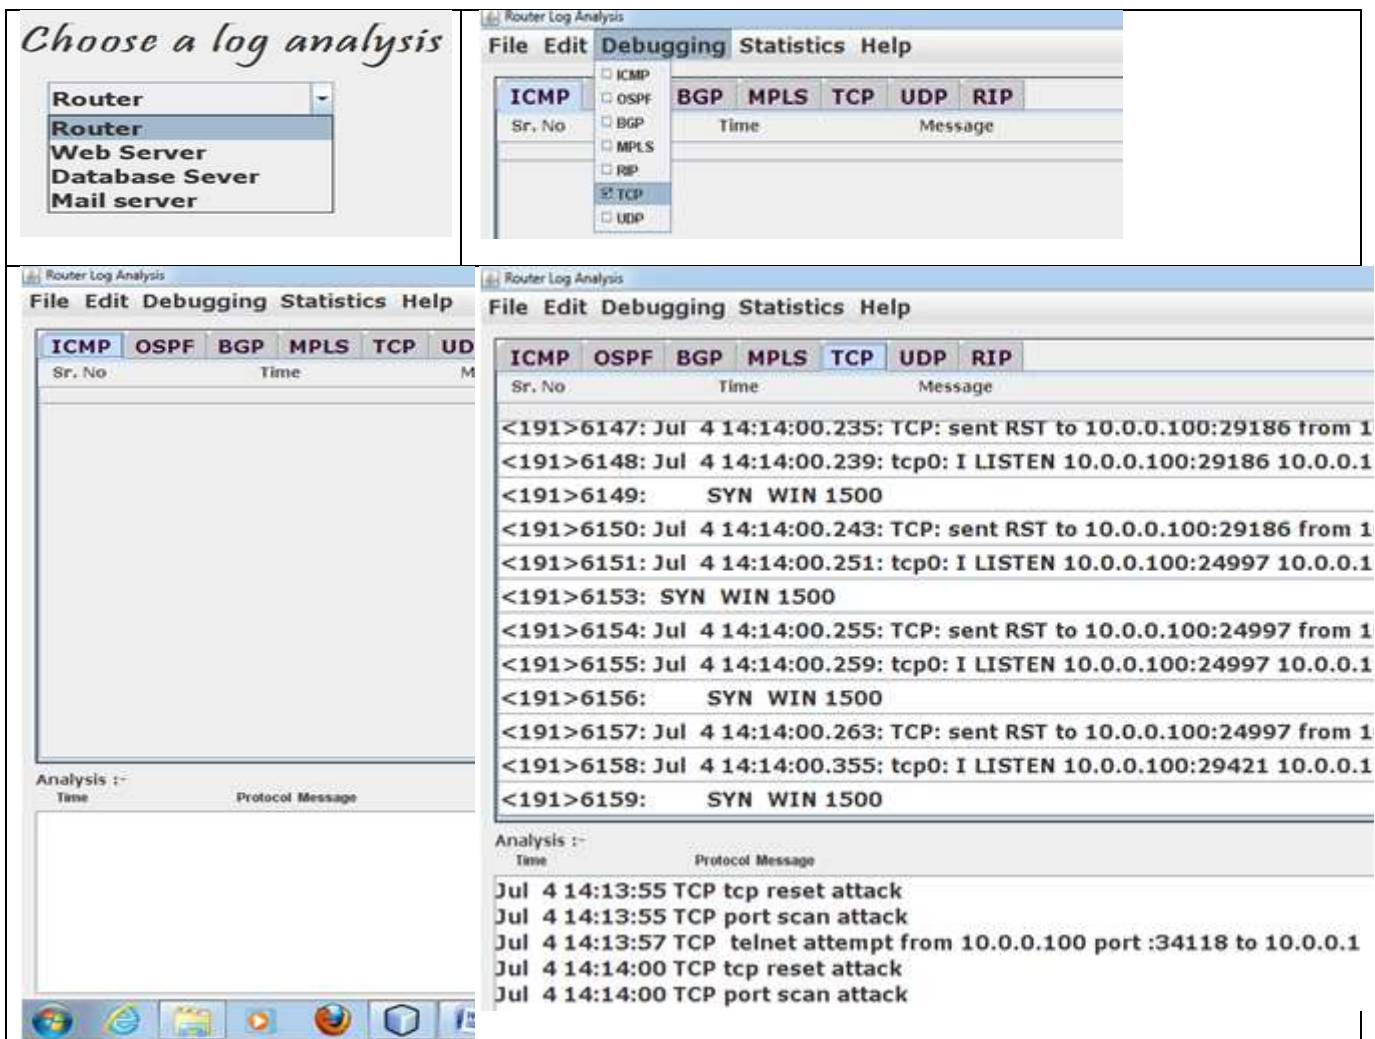 Choose a log analysis
Router
Router
Web Server
Database Sever
Mail server
Router Log Analysis
File Edit Debugging Statistics Help
ICMP
OSPF
BGP
MPLS
RIP
TCP
UDP
ICMP BGP MPLS TCP UDP RIP
Sr. No Time Message
Router Log Analysis
File Edit Debugging Statistics Help
ICMP OSPF BGP MPLS TCP UD
Sr. No Time M
Analysis :-
Time Protocol Message
Router Log Analysis
File Edit Debugging Statistics Help
ICMP OSPF BGP MPLS TCP UDP RIP
Sr. No Time Message
<191>6147: Jul 4 14:14:00.235: TCP: sent RST to 10.0.0.100:29186 from 1
<191>6148: Jul 4 14:14:00.239: tcp0: I LISTEN 10.0.0.100:29186 10.0.0.1
<191>6149: SYN WIN 1500
<191>6150: Jul 4 14:14:00.243: TCP: sent RST to 10.0.0.100:29186 from 1
<191>6151: Jul 4 14:14:00.251: tcp0: I LISTEN 10.0.0.100:24997 10.0.0.1
<191>6153: SYN WIN 1500
<191>6154: Jul 4 14:14:00.255: TCP: sent RST to 10.0.0.100:24997 from 1
<191>6155: Jul 4 14:14:00.259: tcp0: I LISTEN 10.0.0.100:24997 10.0.0.1
<191>6156: SYN WIN 1500
<191>6157: Jul 4 14:14:00.263: TCP: sent RST to 10.0.0.100:24997 from 1
<191>6158: Jul 4 14:14:00.355: tcp0: I LISTEN 10.0.0.100:29421 10.0.0.1
<191>6159: SYN WIN 1500
Analysis :-
Time Protocol Message
Jul 4 14:13:55 TCP tcp reset attack
Jul 4 14:13:55 TCP port scan attack
Jul 4 14:13:57 TCP telnet attempt from 10.0.0.100 port :34118 to 10.0.0.1
Jul 4 14:14:00 TCP tcp reset attack
Jul 4 14:14:00 TCP port scan attack